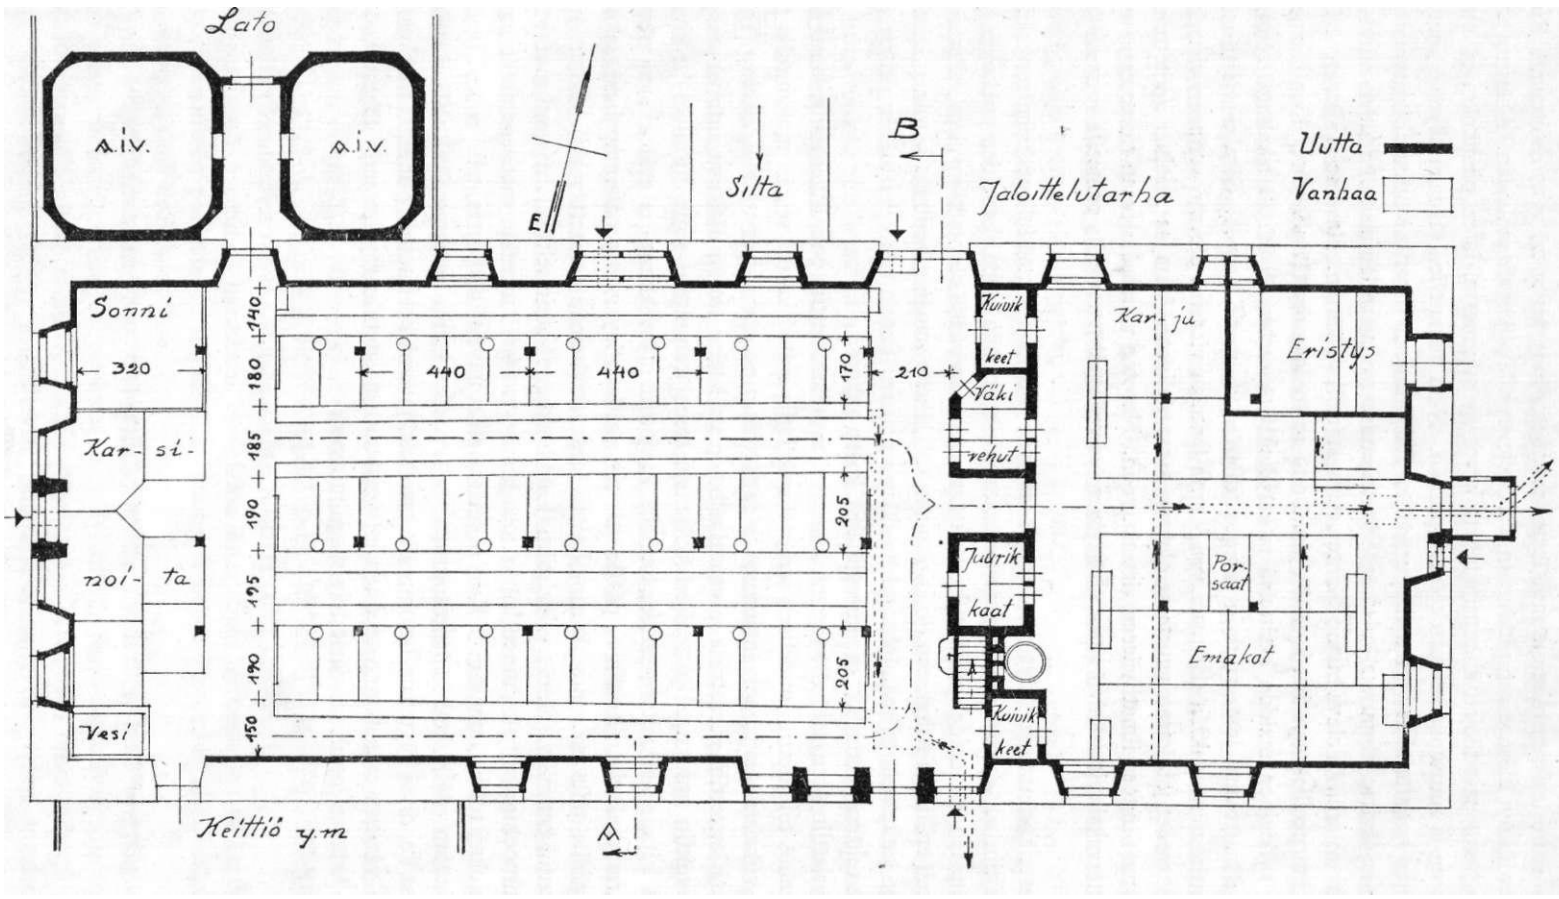 Lato
a.i.v. a.i.v.
E
Silta
B
Jaloittelutarha
Uutta
Vanhaa
Sonni
320
140
180
440
440
170
210
Kuivik
keet
Väki
rehut
Kar-ju
Eristys
Kar-si-
noi-ta
185
190
195
190
150
205
205
Juurik
kaat
A
Por-
saat
Emakot
Kuivik
keet
Vesi
Keittiö y.m
A